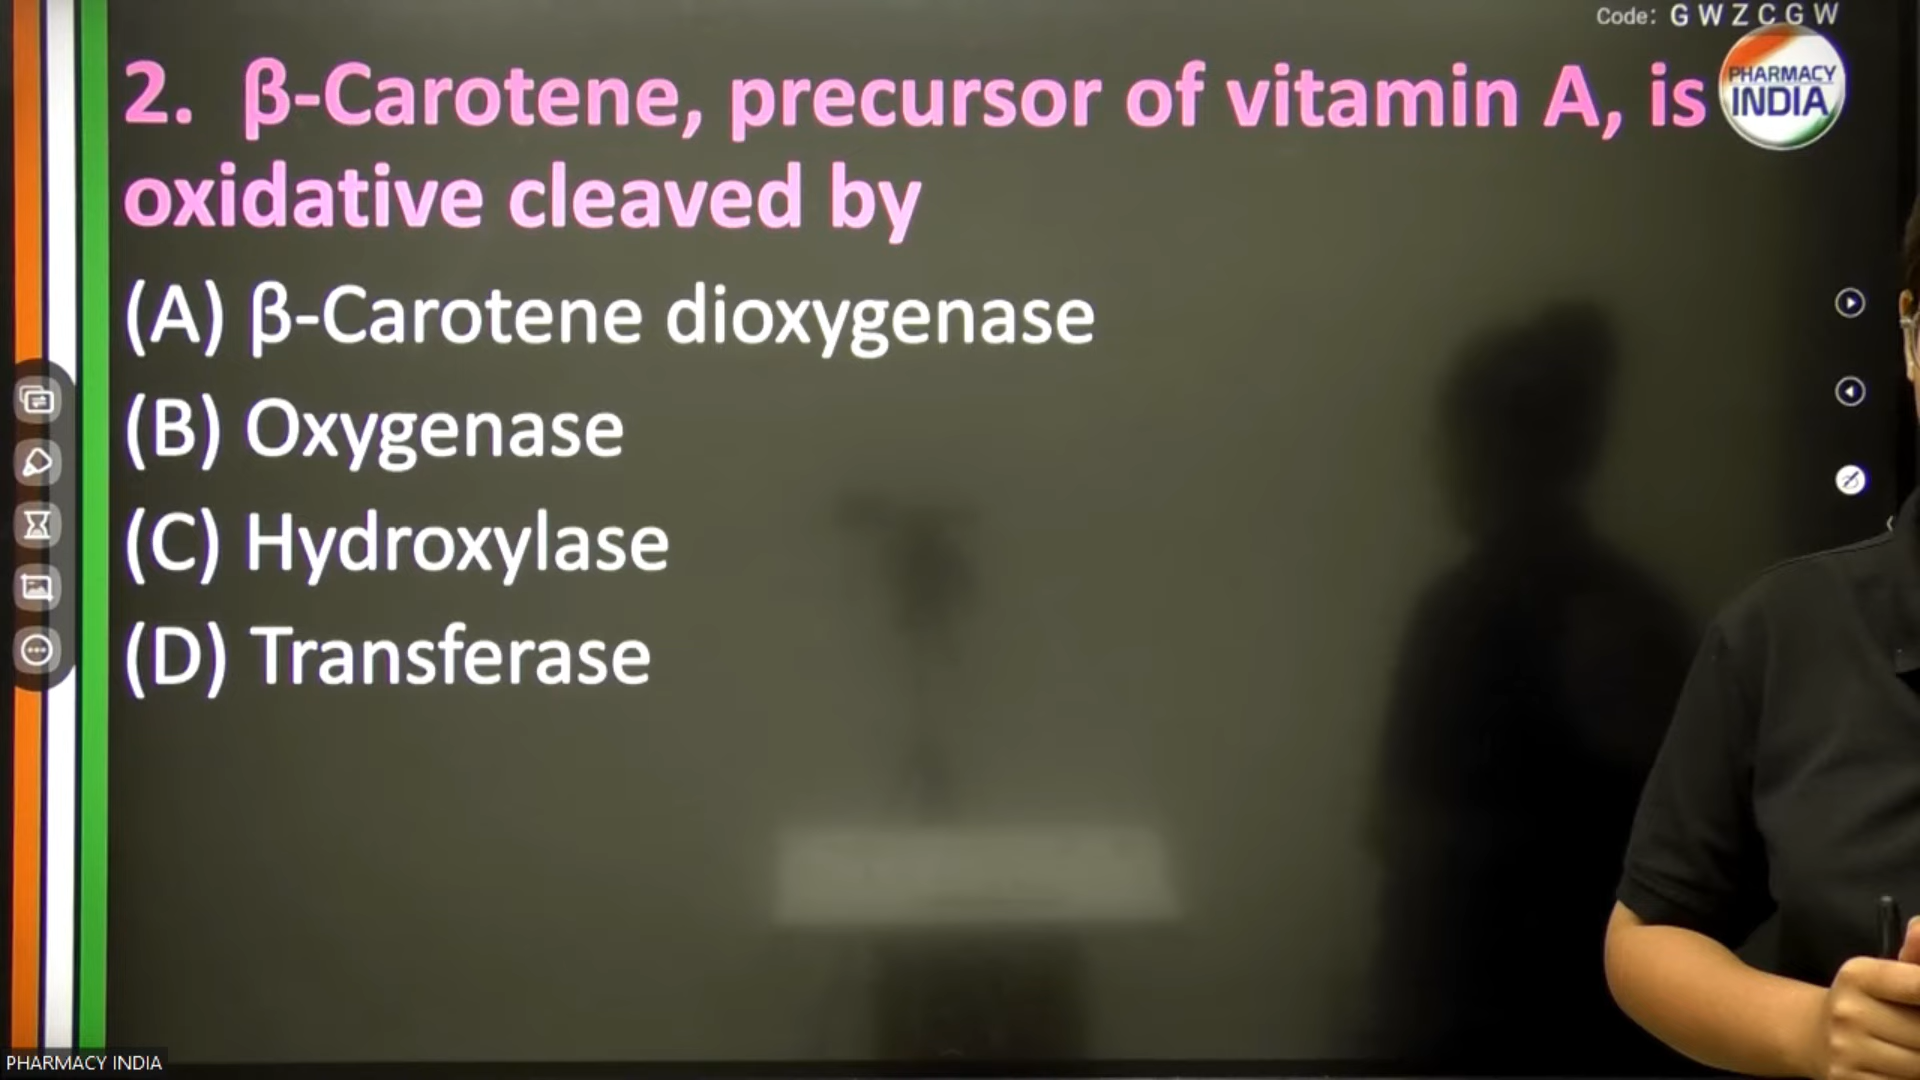 Code: GWZCGW
2. β-Carotene, precursor of vitamin A, is
PHARMACY
INDIA
oxidative cleaved by
(A) β-Carotene dioxygenase
(B) Oxygenase
(C) Hydroxylase
(D) Transferase
PHARMACY INDIA